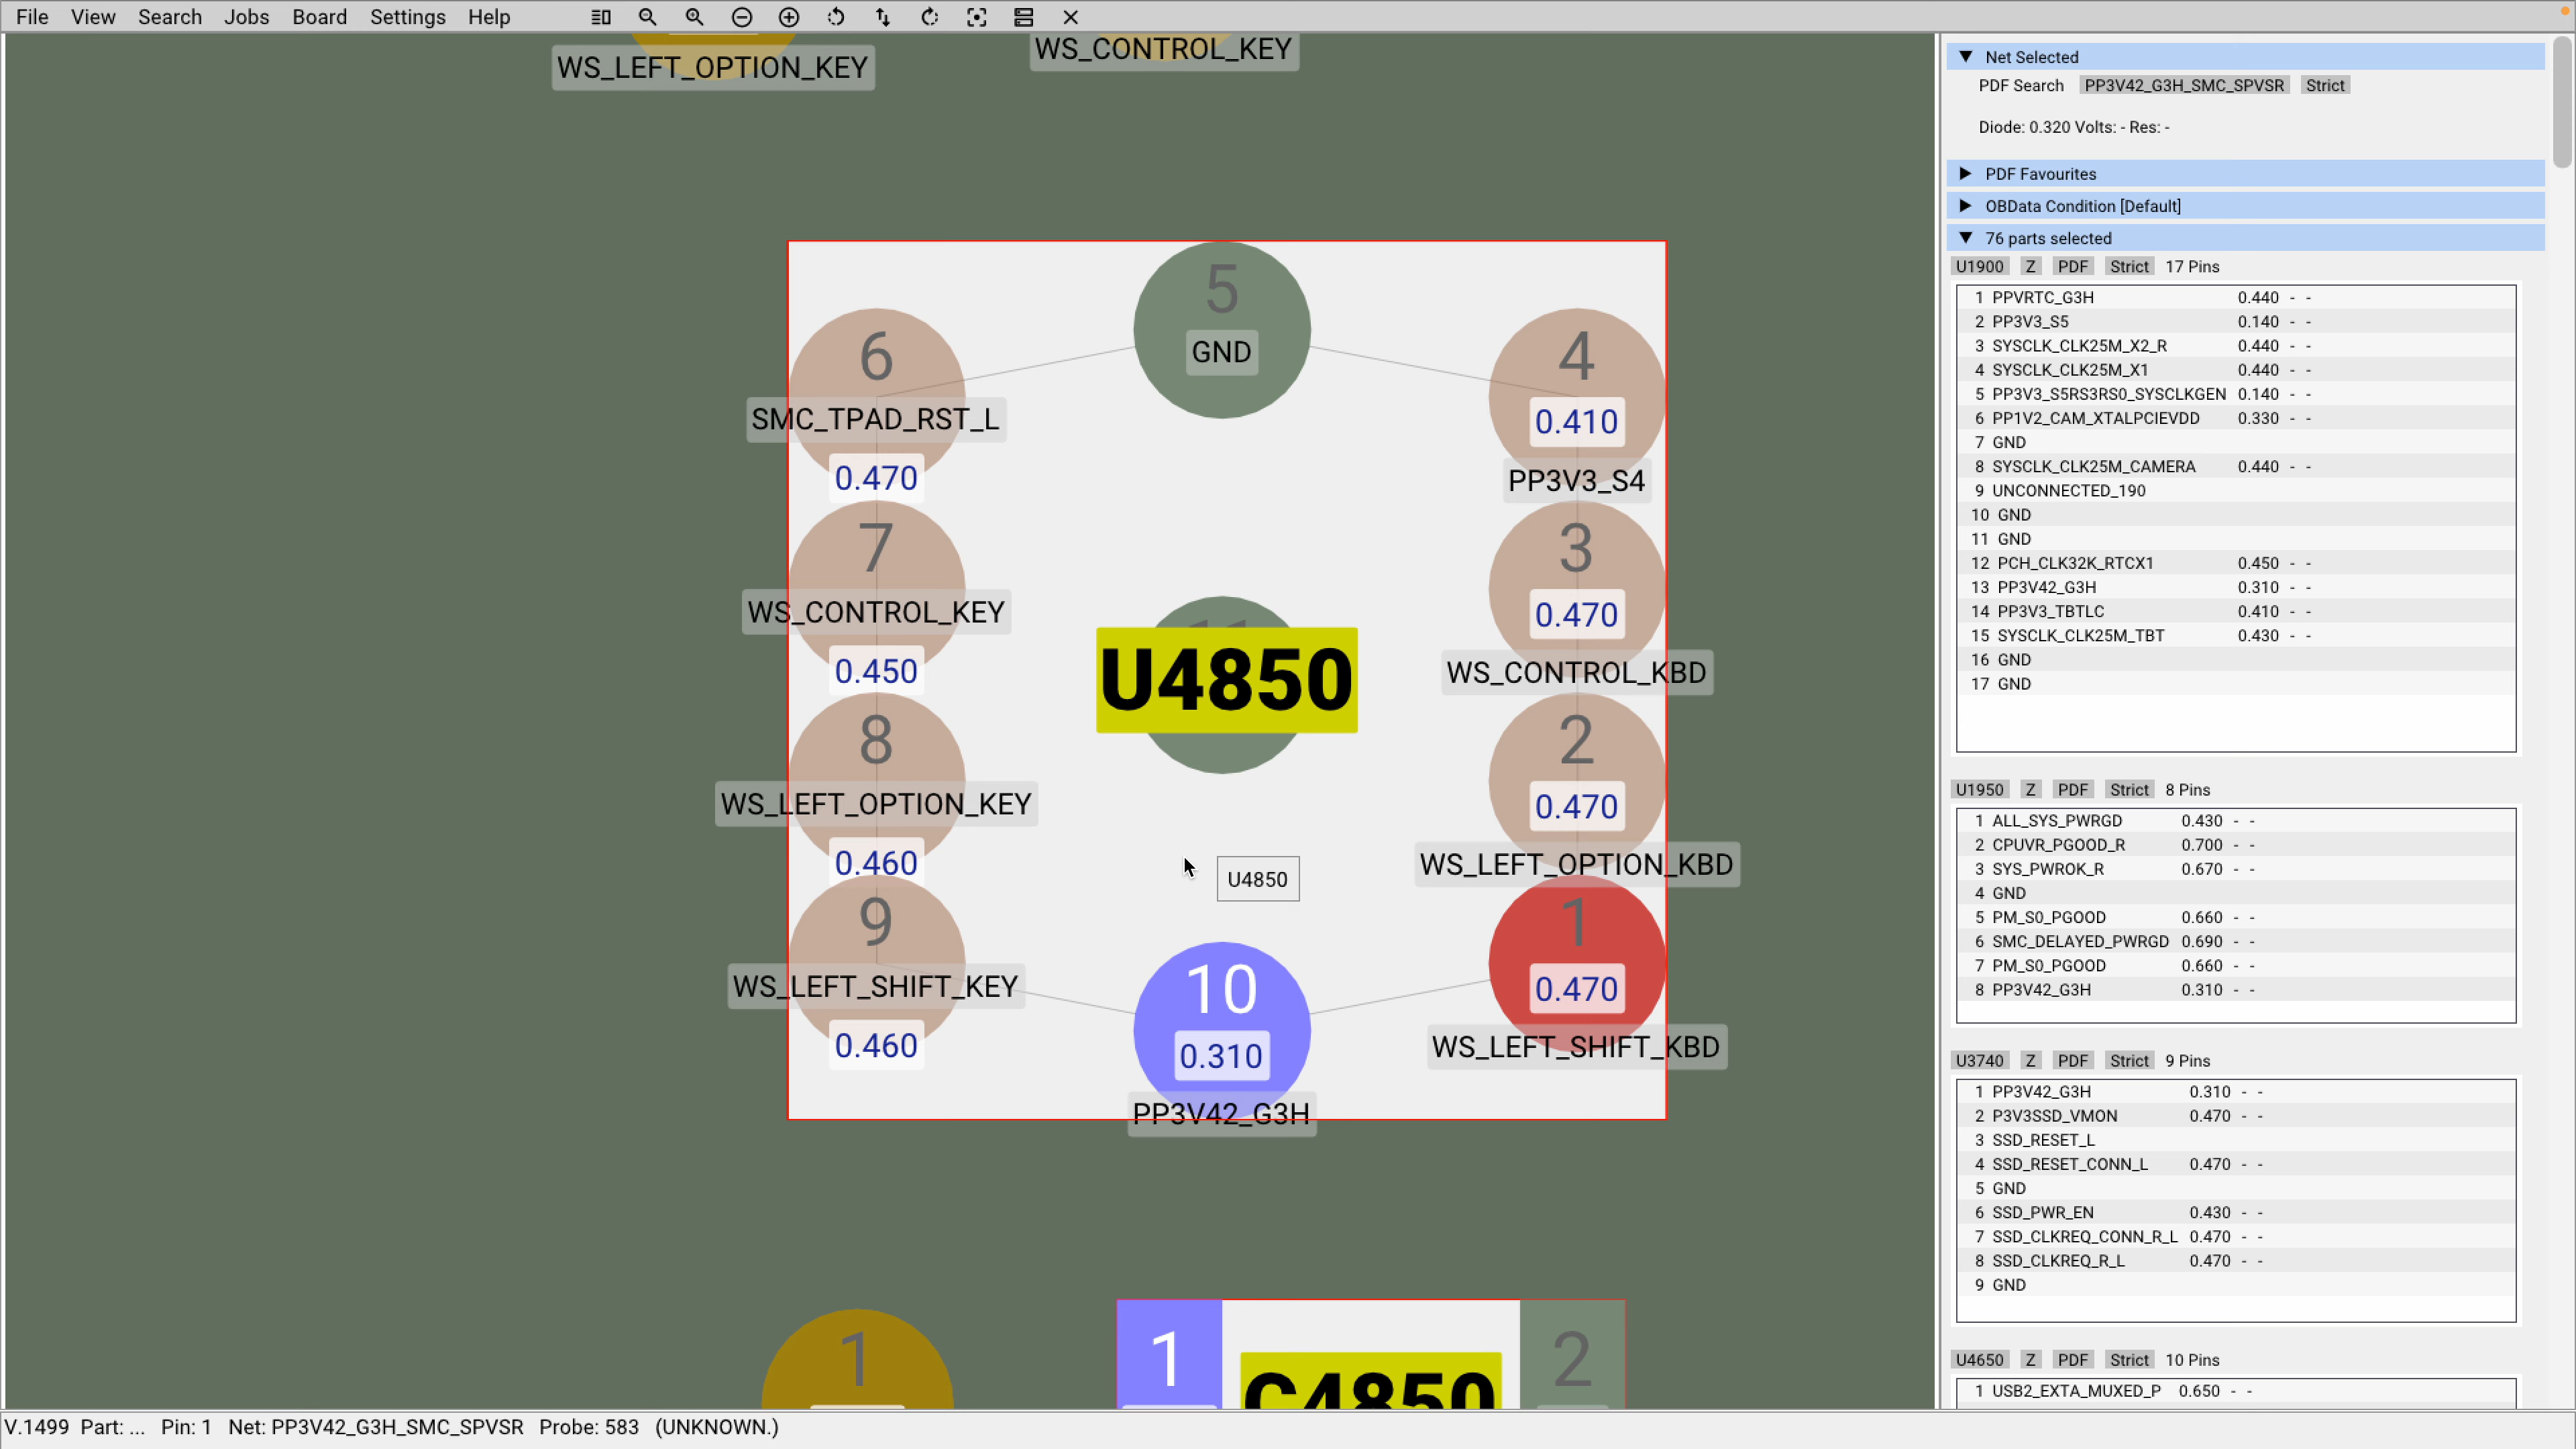 File View Search Jobs Board Settings Help
WS_LEFT_OPTION_KEY
WS_CONTROL_KEY
5
GND
6
SMC_TPAD_RST_L
0.470
4
0.410
PP3V3_S4
7
WS_CONTROL_KEY
0.450
3
0.470
WS_CONTROL_KBD
U4850
8
WS_LEFT_OPTION_KEY
0.460
2
0.470
WS_LEFT_OPTION_KBD
U4850
9
WS_LEFT_SHIFT_KEY
0.460
10
0.310
PP3V42_G3H
1
0.470
WS_LEFT_SHIFT_KBD
1
1
C4850
2
Net Selected
PDF Search PP3V42_G3H_SMC_SPVSR Strict
Diode: 0.320 Volts: - Res: -
PDF Favourites
OBData Condition [Default]
76 parts selected
U1900 Z PDF Strict 17 Pins
1 PPVRTC_G3H 0.440 - -
2 PP3V3_S5 0.140 - -
3 SYSCLK_CLK25M_X2_R 0.440 - -
4 SYSCLK_CLK25M_X1 0.440 - -
5 PP3V3_S5RS3RS0_SYSCLKGEN 0.140 - -
6 PP1V2_CAM_XTALPCIEVDD 0.330 - -
7 GND
8 SYSCLK_CLK25M_CAMERA 0.440 - -
9 UNCONNECTED_190
10 GND
11 GND
12 PCH_CLK32K_RTCX1 0.450 - -
13 PP3V42_G3H 0.310 - -
14 PP3V3_TBTLC 0.410 - -
15 SYSCLK_CLK25M_TBT 0.430 - -
16 GND
17 GND
U1950 Z PDF Strict 8 Pins
1 ALL_SYS_PWRGD 0.430 - -
2 CPUVR_PGOOD_R 0.700 - -
3 SYS_PWROK_R 0.670 - -
4 GND
5 PM_S0_PGOOD 0.660 - -
6 SMC_DELAYED_PWRGD 0.690 - -
7 PM_S0_PGOOD 0.660 - -
8 PP3V42_G3H 0.310 - -
U3740 Z PDF Strict 9 Pins
1 PP3V42_G3H 0.310 - -
2 P3V3SSD_VMON 0.470 - -
3 SSD_RESET_L
4 SSD_RESET_CONN_L 0.470 - -
5 GND
6 SSD_PWR_EN 0.430 - -
7 SSD_CLKREQ_CONN_R_L 0.470 - -
8 SSD_CLKREQ_R_L 0.470 - -
9 GND
U4650 Z PDF Strict 10 Pins
1 USB2_EXTA_MUXED_P 0.650 - -
V.1499 Part: ... Pin: 1 Net: PP3V42_G3H_SMC_SPVSR Probe: 583 (UNKNOWN.)